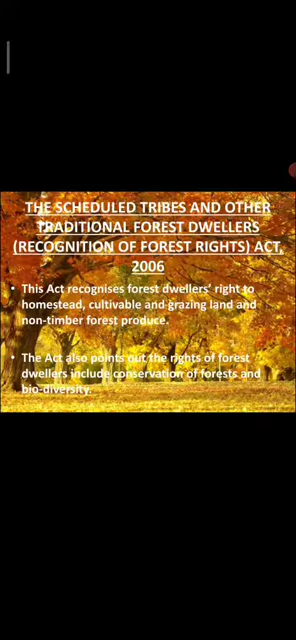 THE SCHEDULED TRIBES AND OTHER
TRADITIONAL FOREST DWELLERS
(RECOGNITION OF FOREST RIGHTS) ACT,
2006
• This Act recognises forest dwellers' right to
homestead, cultivable and grazing land and
non-timber forest produce.
• The Act also points out the rights of forest
dwellers include conservation of forests and
bio-diversity.